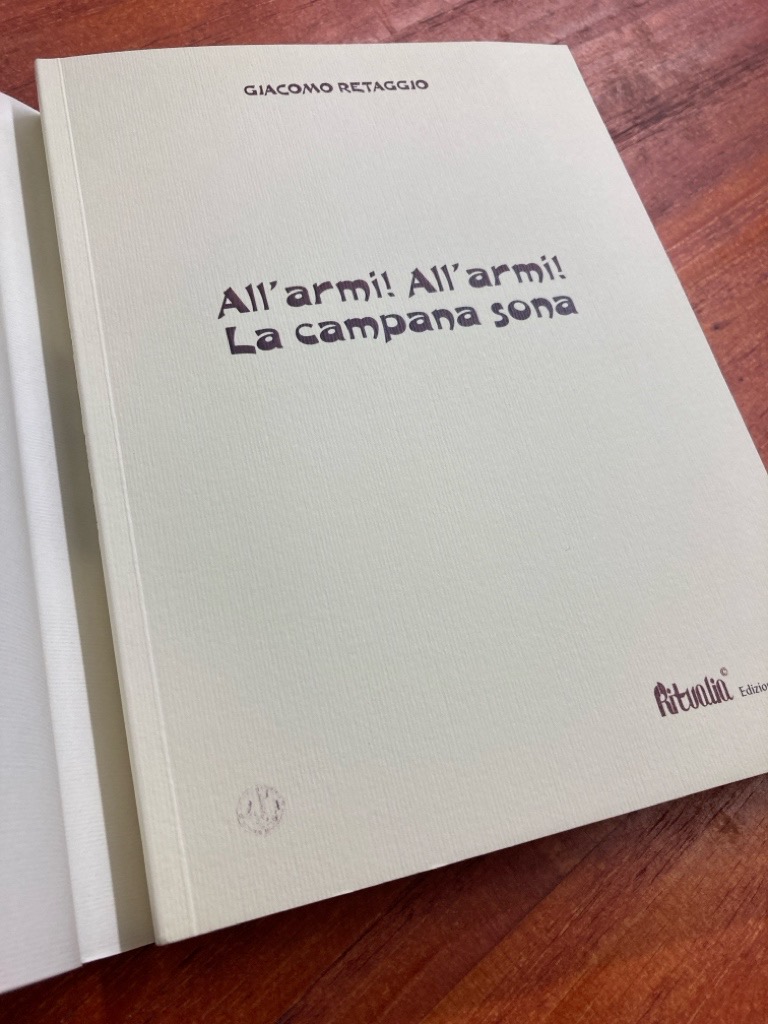 GIACOMO RETAGGIO
All'armi! All'armi!
La campana sona
Ritualia©